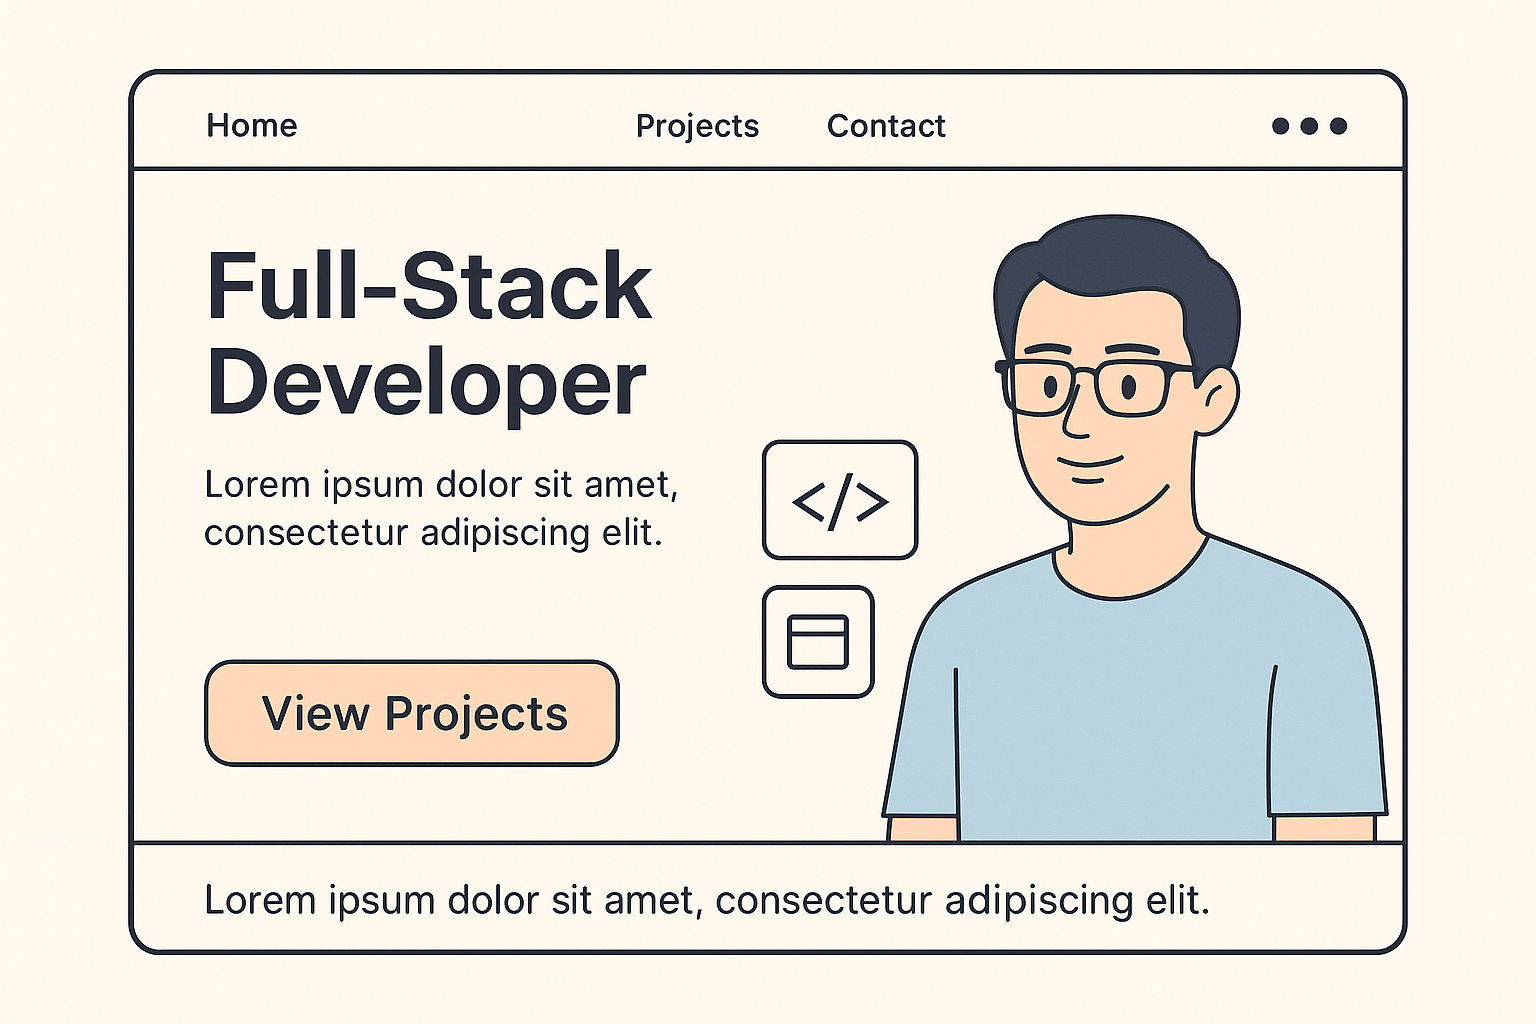 Home Projects Contact
Full-Stack
Developer
Lorem ipsum dolor sit amet,
consectetur adipiscing elit.
</>
View Projects
Lorem ipsum dolor sit amet, consectetur adipiscing elit.